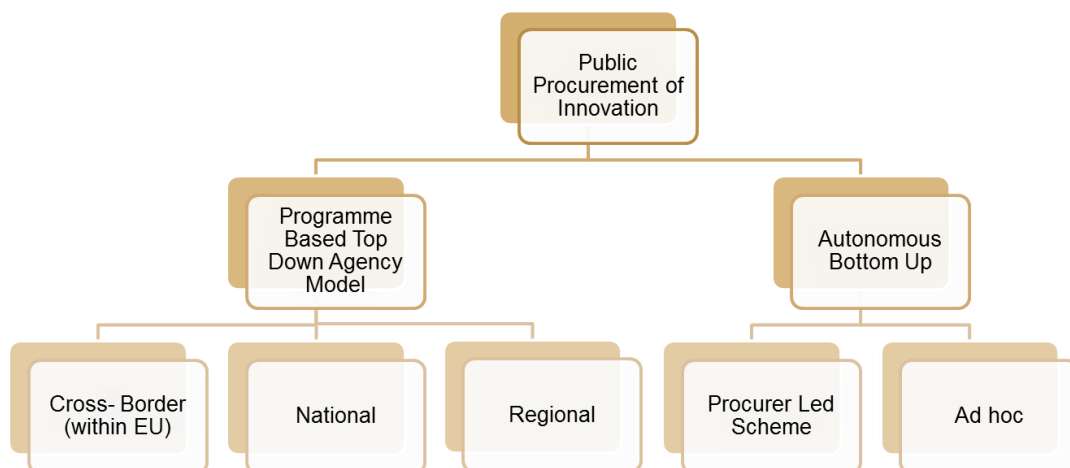 Public
Procurement of
Innovation
Programme
Based Top
Down Agency
Model
Autonomous
Bottom Up
Cross- Border
(within EU)
National
Regional
Procurer Led
Scheme
Ad hoc